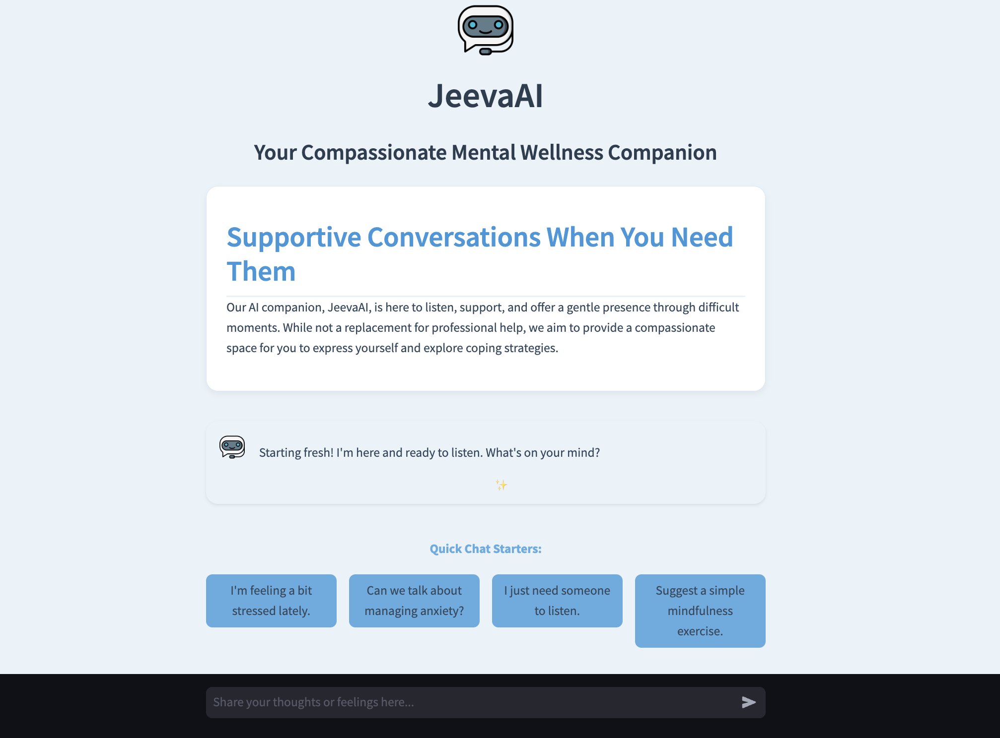 JeevaAI
Your Compassionate Mental Wellness Companion
Supportive Conversations When You Need
Them
Our AI companion, JeevaAI, is here to listen, support, and offer a gentle presence through difficult
moments. While not a replacement for professional help, we aim to provide a compassionate
space for you to express yourself and explore coping strategies.
Starting fresh! I'm here and ready to listen. What's on your mind?
✨
Quick Chat Starters:
I'm feeling a bit
stressed lately.
Can we talk about
managing anxiety?
I just need someone
to listen.
Suggest a simple
mindfulness
exercise.
Share your thoughts or feelings here...